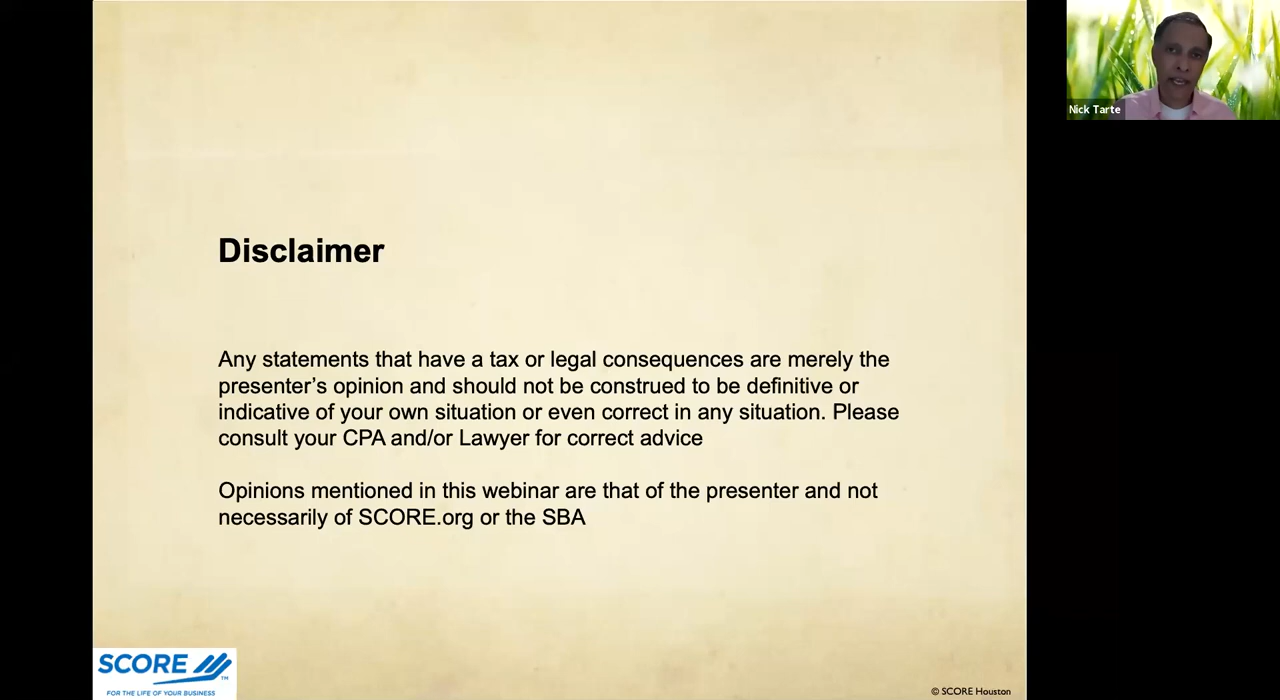 Nick Tarte
Disclaimer
Any statements that have a tax or legal consequences are merely the
presenter’s opinion and should not be construed to be definitive or
indicative of your own situation or even correct in any situation. Please
consult your CPA and/or Lawyer for correct advice
Opinions mentioned in this webinar are that of the presenter and not
necessarily of SCORE.org or the SBA
SCORE TM
FOR THE LIFE OF YOUR BUSINESS
© SCORE Houston